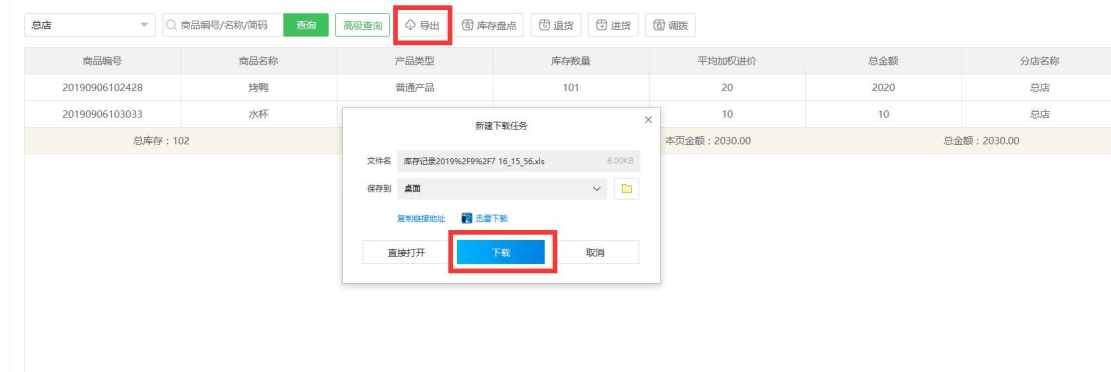 总店 商品编号/名称/简码 查询 高级查询 导出 库存盘点 退货 进货 调拨
商品编号 商品名称 产品类型 库存数量 平均加权进价 总金额 分店名称
20190906102428 烤鸭 普通产品 101 20 2020 总店
20190906103033 水杯 10 10 总店
总库存：102 本页金额：2030.00 总金额：2030.00
新建下载任务
文件名 库存记录2019%2F9%2F7 16_15_56.xls 8.00KB
保存到 桌面
复制链接地址 迅雷下载
直接打开 下载 取消